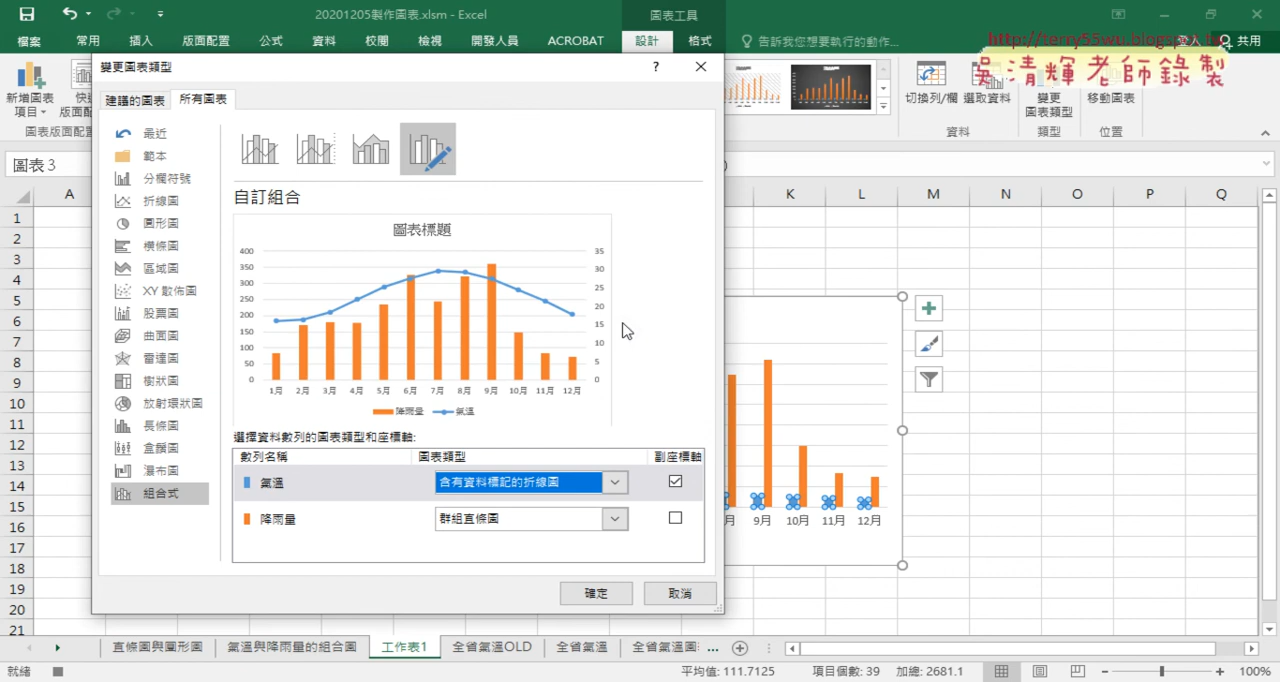 20201205製作圖表.xlsm - Excel
圖表工具
檔案 常用 插入 版面配置 公式 資料 校閱 檢視 開發人員 ACROBAT 設計 格式 告訴我您想要執行的動作... 登入 共用
http://terry55wu.blogspot.tw
吳清輝老師錄製
新增圖表項目
版面配
圖表版面配置
切換列/欄 選取資料 變更圖表類型 移動圖表
資料 類型 位置
圖表 3
變更圖表類型
? ×
建議的圖表 所有圖表
最近
範本
分欄符號
折線圖
圓形圖
橫條圖
區域圖
XY 散佈圖
股票圖
曲面圖
雷達圖
樹狀圖
放射環狀圖
長條圖
盒鬚圖
瀑布圖
組合式
自訂組合
圖表標題
400 350 300 250 200 150 100 50 0
35 30 25 20 15 10 5 0
1月 2月 3月 4月 5月 6月 7月 8月 9月 10月 11月 12月
降雨量 氣溫
選擇資料數列的圖表類型和座標軸:
數列名稱 圖表類型 副座標軸
氣溫 含有資料標記的折線圖
降雨量 群組直條圖
確定 取消
A K L M N O P Q
1
2
3
4
5
6
7
8
9
10
11
12
13
14
15
16
17
18
19
20
21
月 9月 10月 11月 12月
直條圖與圓形圖 氣溫與降雨量的組合圖 工作表1 全省氣溫OLD 全省氣溫 全省氣溫圖 ...
就緒 平均值: 111.7125 項目個數: 39 加總: 2681.1 100%